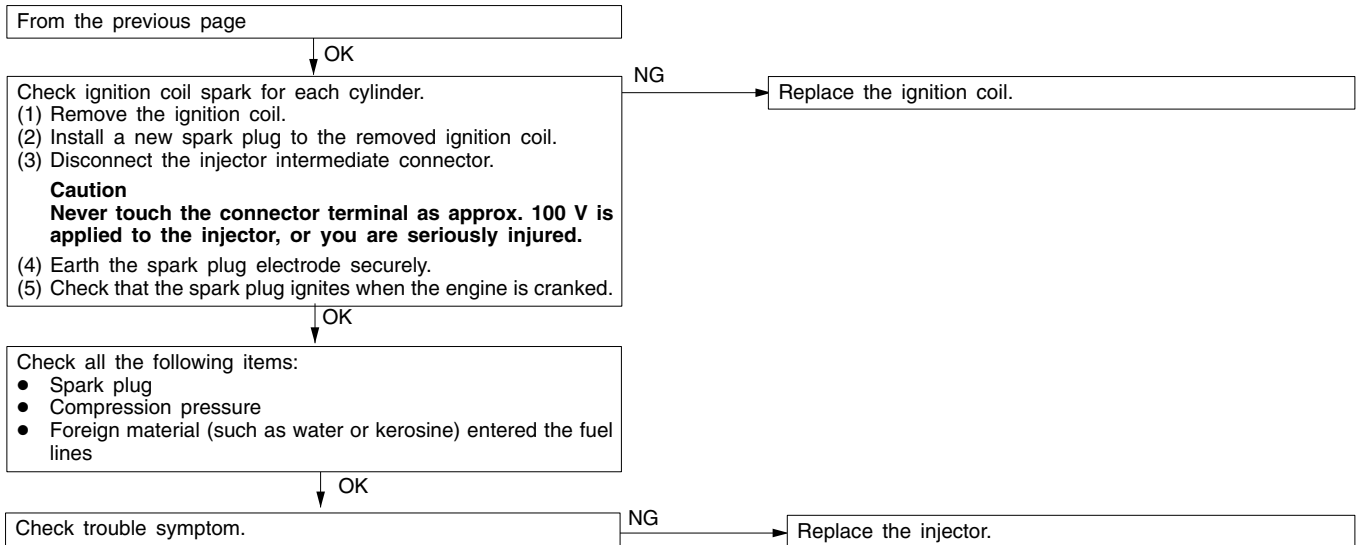 From the previous page
OK
Check ignition coil spark for each cylinder.
(1) Remove the ignition coil.
(2) Install a new spark plug to the removed ignition coil.
(3) Disconnect the injector intermediate connector.
Caution
Never touch the connector terminal as approx. 100 V is
applied to the injector, or you are seriously injured.
(4) Earth the spark plug electrode securely.
(5) Check that the spark plug ignites when the engine is cranked.
NG
Replace the ignition coil.
OK
Check all the following items:
● Spark plug
● Compression pressure
● Foreign material (such as water or kerosine) entered the fuel
lines
OK
Check trouble symptom.
NG
Replace the injector.